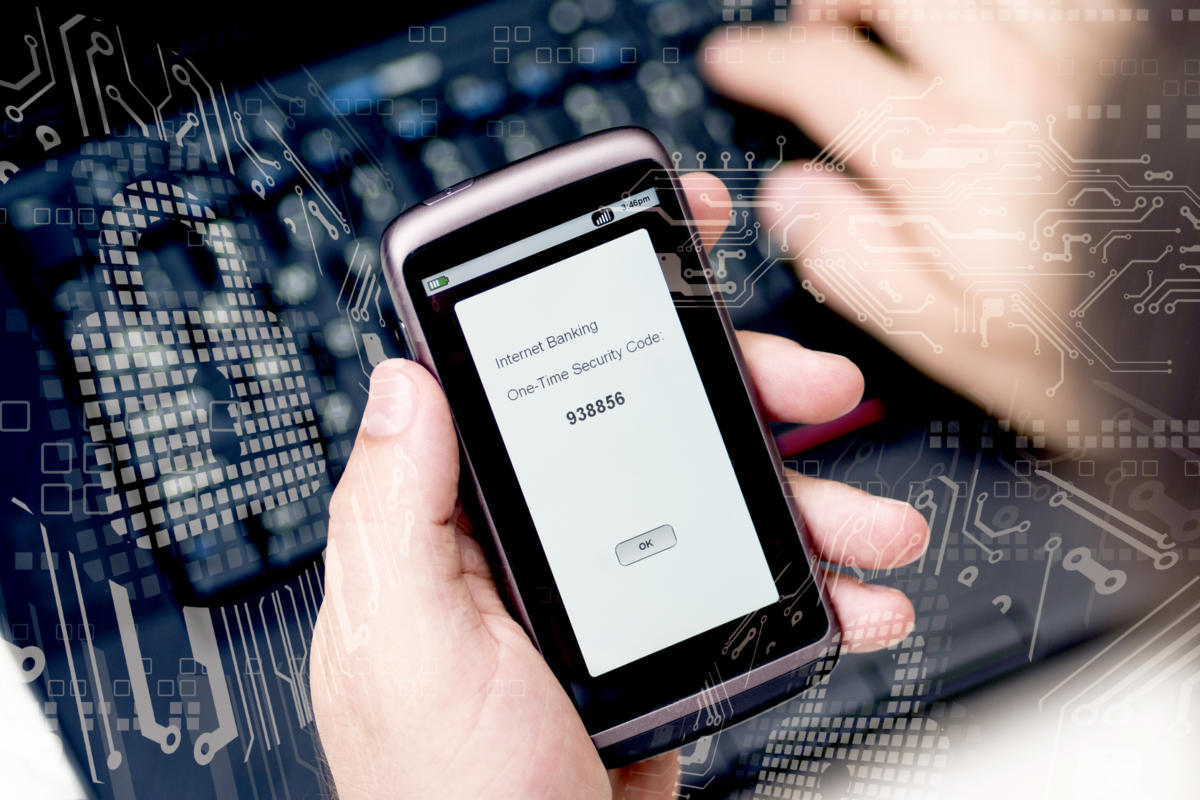 3:46pm
Internet Banking
One-Time Security Code:
938856
OK